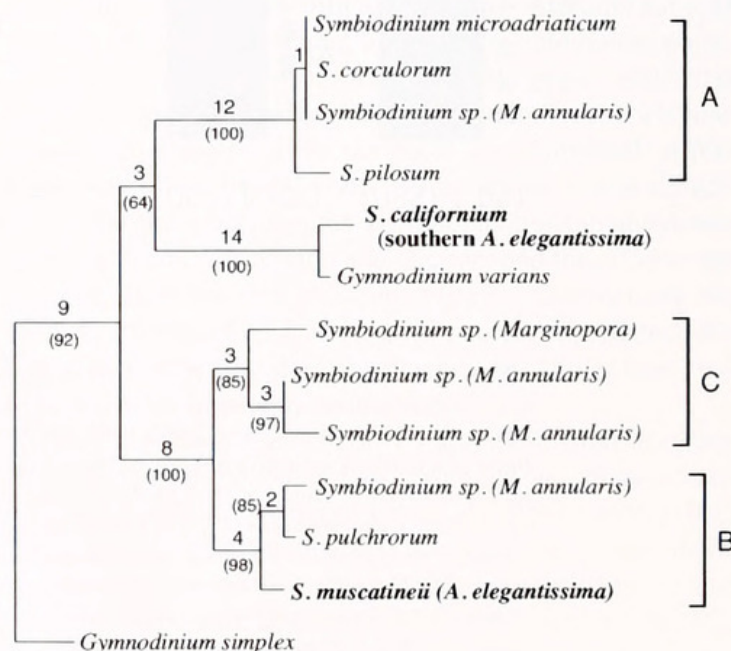 Symbiodinium microadriaticum
1
S. corculorum
A
12
Symbiodinium sp. (M. annularis)
(100)
S. pilosum
3
(64)
S. californium
(southern A. elegantissima)
14
(100)
Gymnodinium varians
9
(92)
Symbiodinium sp. (Marginopora)
3
(85)
Symbiodinium sp. (M. annularis)
C
3
(97)
Symbiodinium sp. (M. annularis)
8
(100)
Symbiodinium sp. (M. annularis)
(85) 2
S. pulchrorum
B
4
(98)
S. muscatineii (A. elegantissima)
Gymnodinium simplex